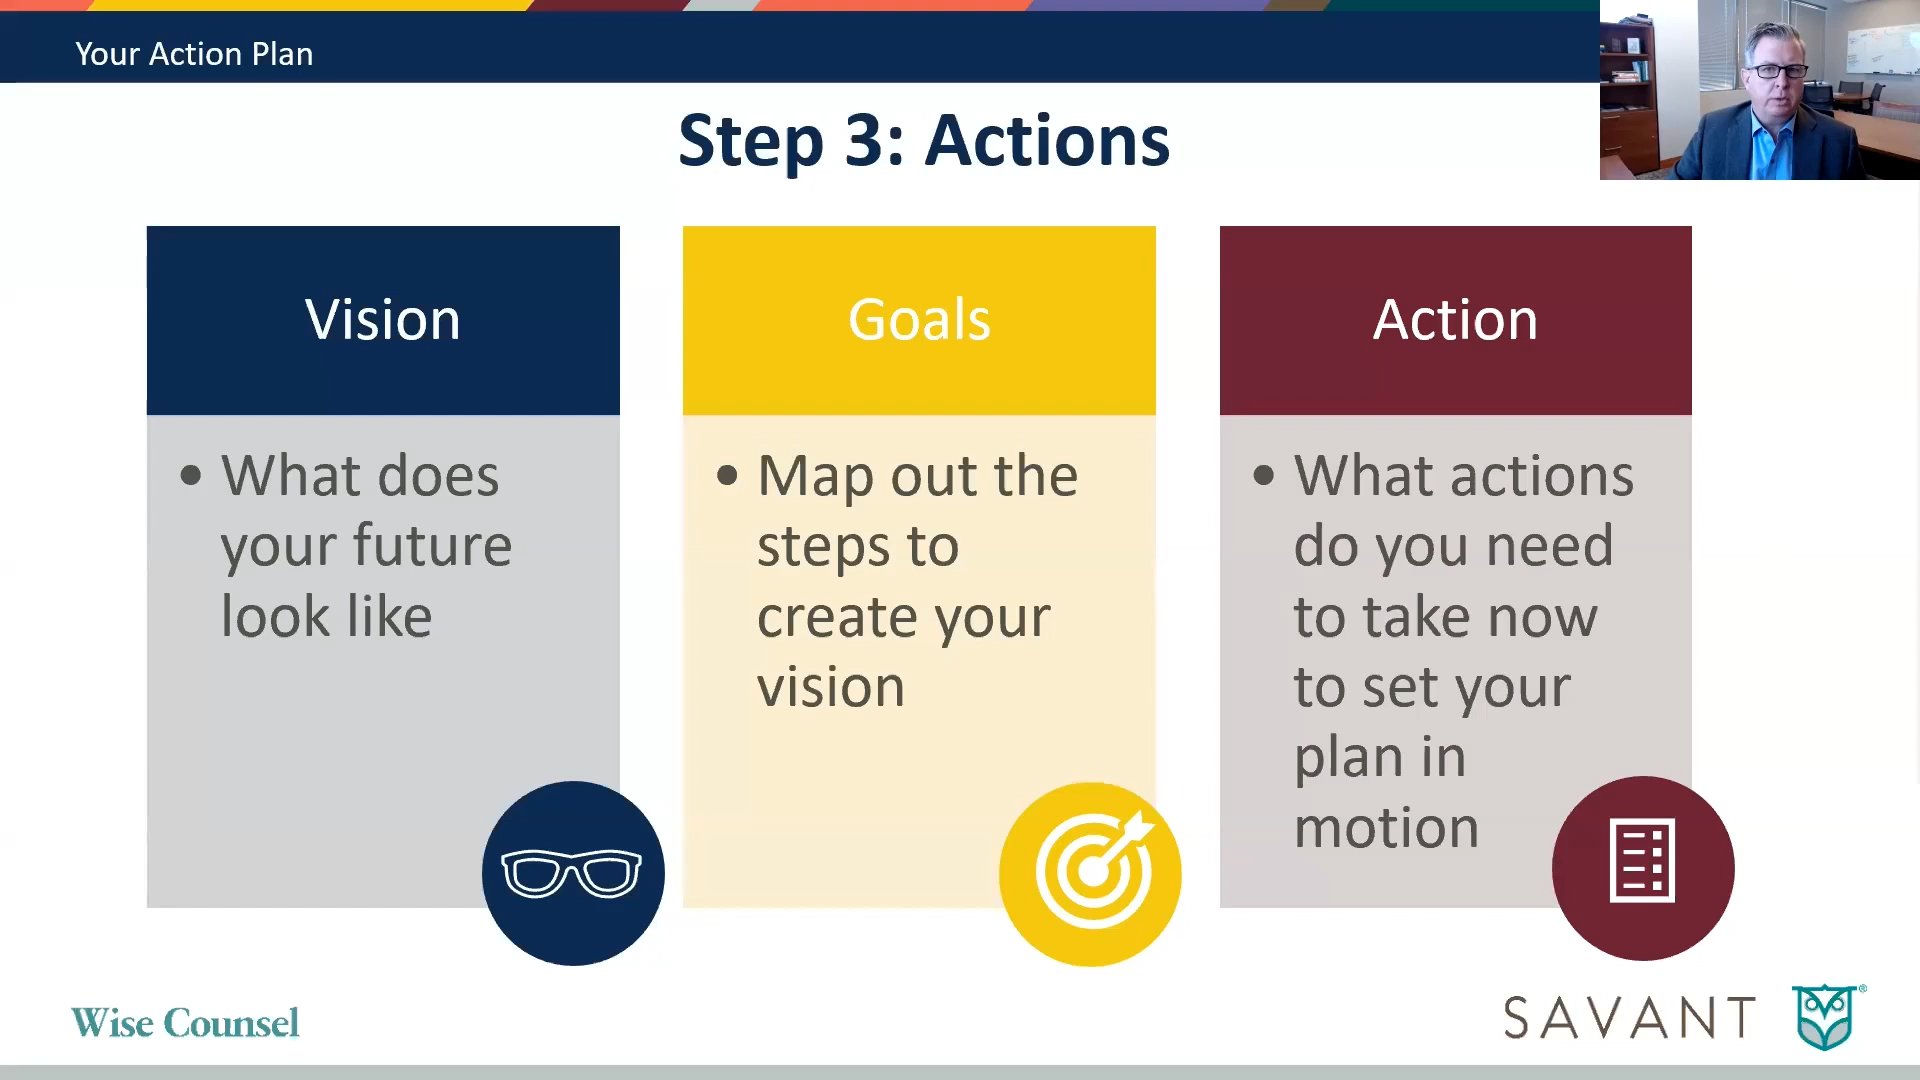 Your Action Plan
Step 3: Actions
Vision
• What does
your future
look like
Goals
• Map out the
steps to
create your
vision
Action
• What actions
do you need
to take now
to set your
plan in
motion
Wise Counsel
SAVANT ®